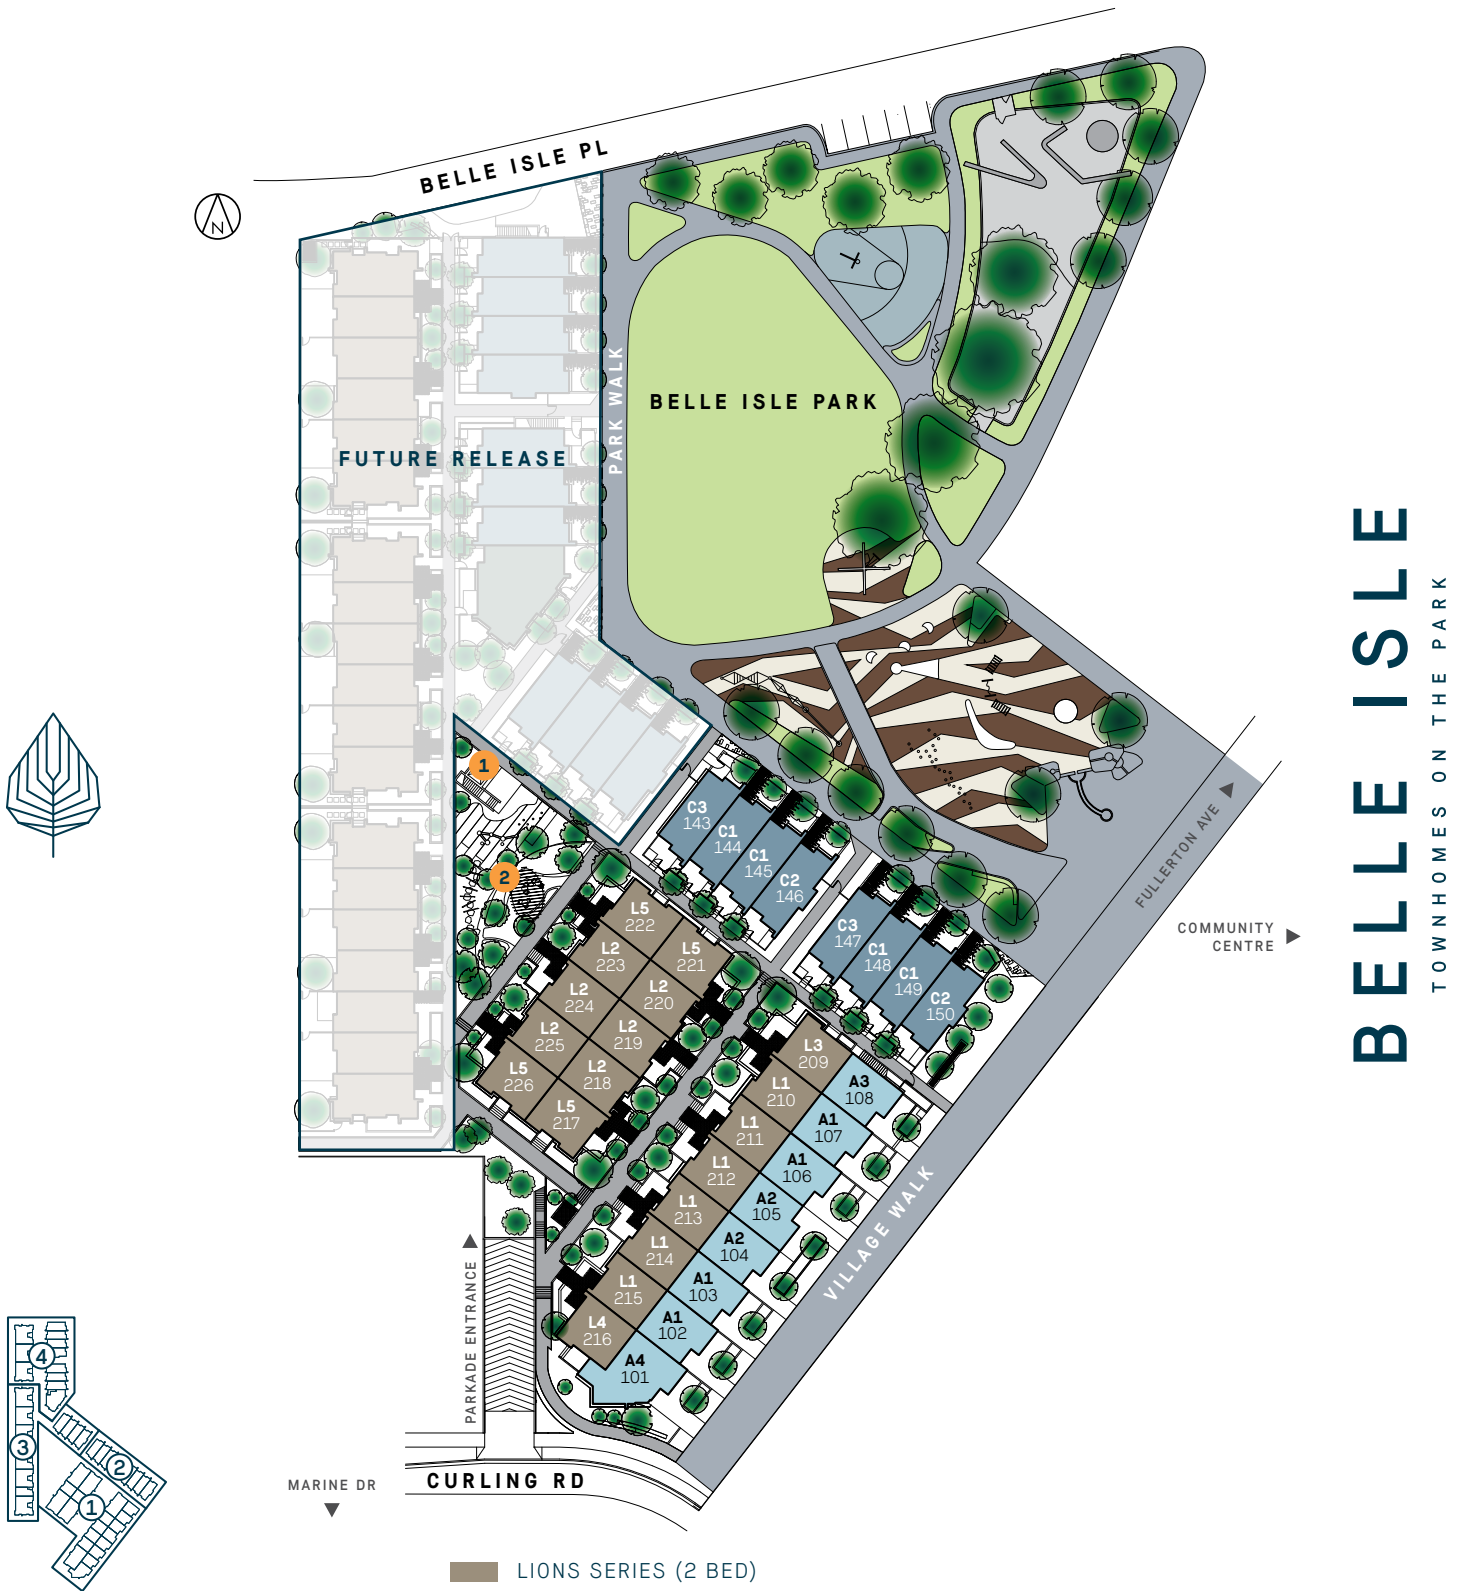 BELLE ISLE PL
N
PARK WALK
BELLE ISLE PARK
FUTURE RELEASE
BELLE ISLE
TOWNHOMES ON THE PARK
1
2
C3
143
C1
144
C1
145
C2
146
FULLERTON AVE
COMMUNITY
CENTRE
C3
147
C1
148
C1
149
C2
150
L5
222
L2
223
L5
221
L2
224
L2
220
L2
225
L2
219
L5
226
L2
218
L5
217
L3
209
L1
210
L1
211
L1
212
L1
213
L1
214
L1
215
L4
216
A3
108
A1
107
A1
106
A2
105
A2
104
A1
103
A1
102
A4
101
VILLAGE WALK
PARKADE ENTRANCE
4
3
2
1
MARINE DR
CURLING RD
LIONS SERIES (2 BED)